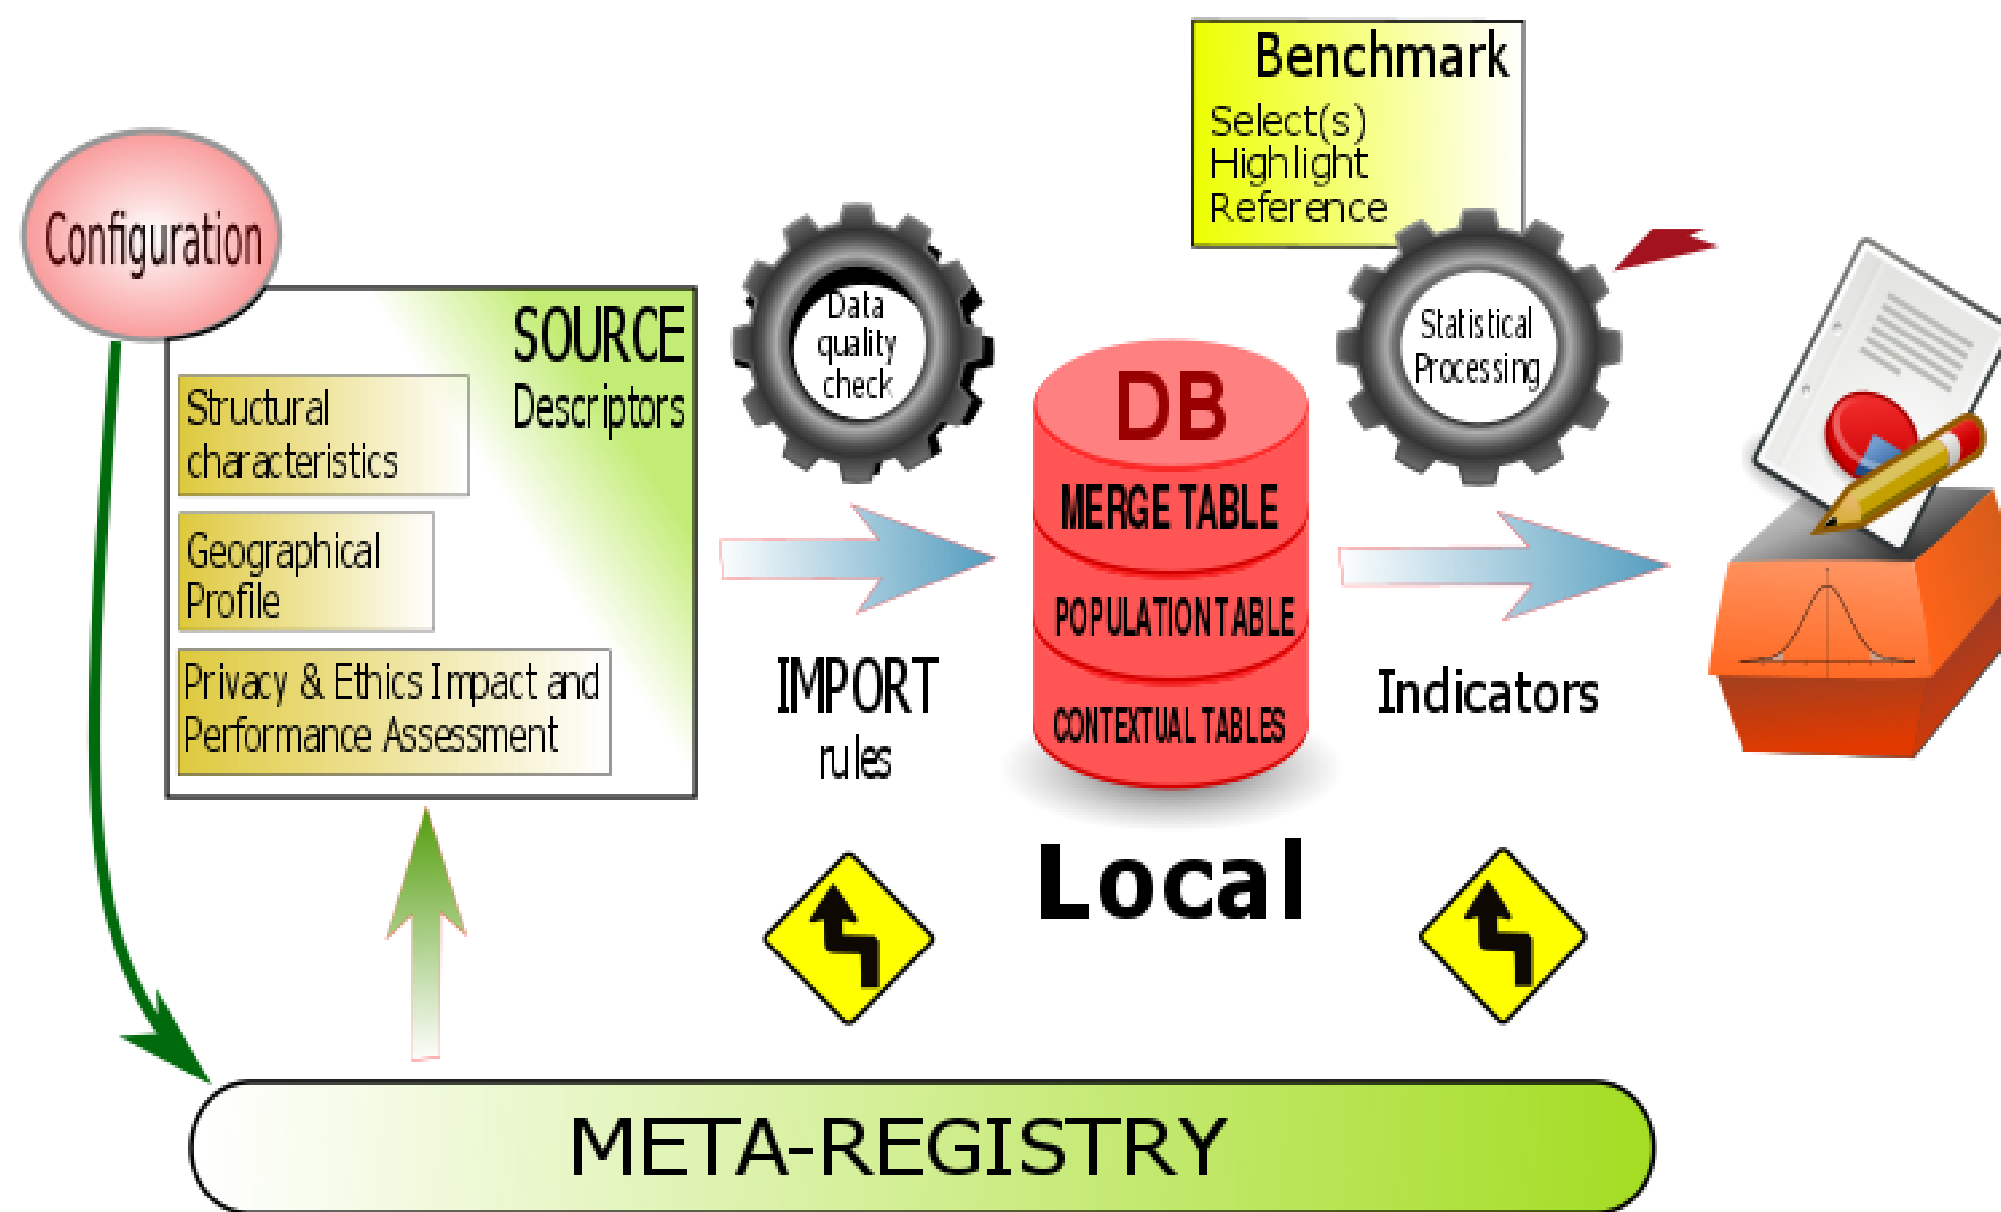 Benchmark
Select(s)
Highlight
Reference
Configuration
SOURCE
Descriptors
Structural
characteristics
Geographical
Profile
Privacy & Ethics Impact and
Performance Assessment
Data
quality
check
IMPORT
rules
DB
MERGE TABLE
POPULATION TABLE
CONTEXTUAL TABLES
Local
Statistical
Processing
Indicators
META-REGISTRY